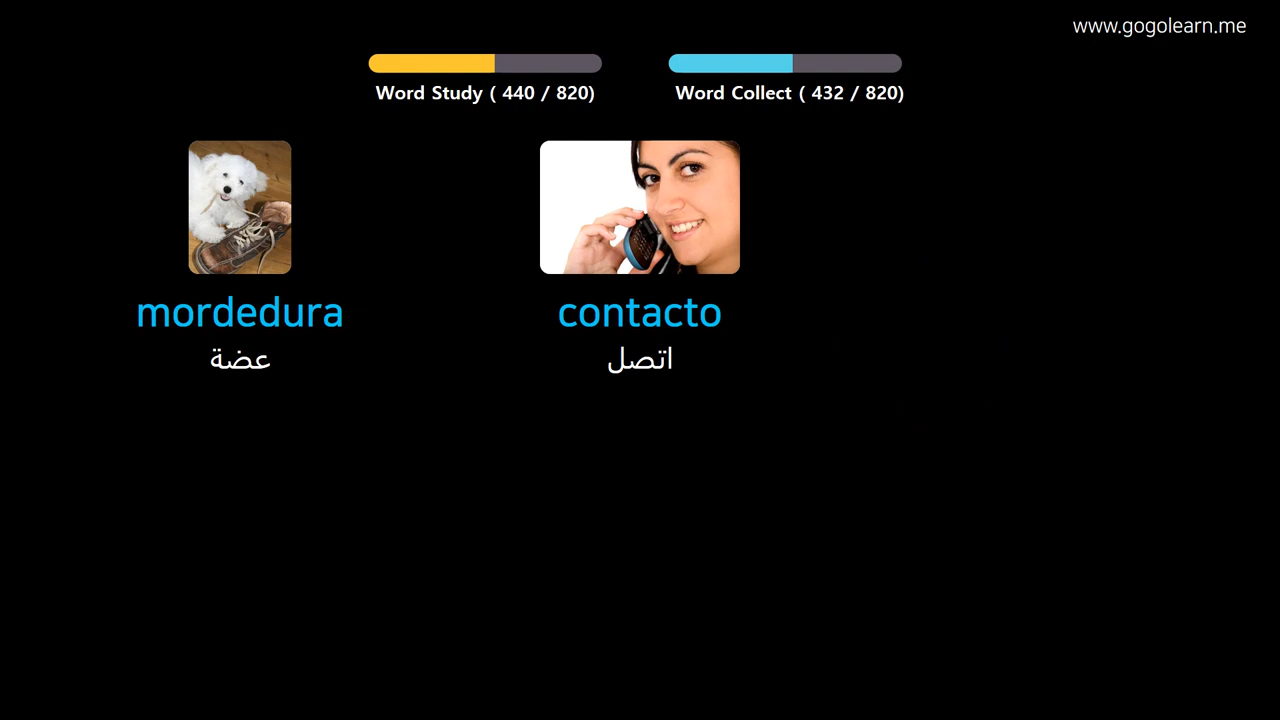 www.gogolearn.me
Word Study ( 440 / 820)
Word Collect ( 432 / 820)
mordedura
عضة
contacto
اتصل